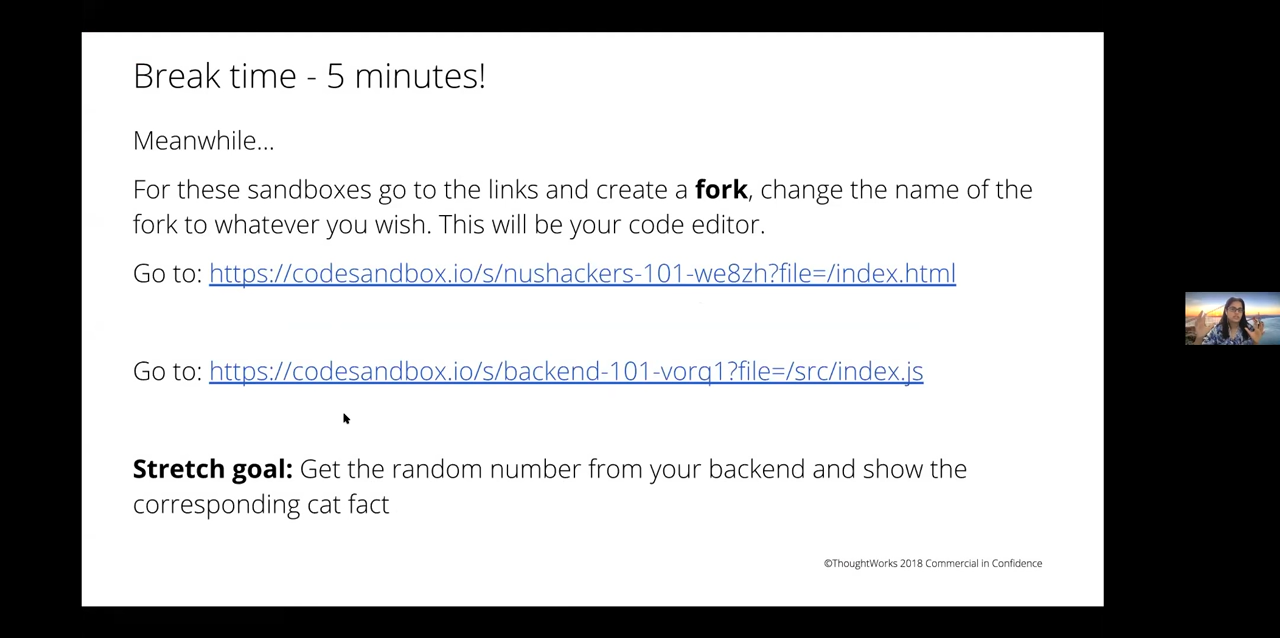 Break time - 5 minutes!
Meanwhile...
For these sandboxes go to the links and create a fork, change the name of the
fork to whatever you wish. This will be your code editor.
Go to: https://codesandbox.io/s/nushackers-101-we8zh?file=/index.html
Go to: https://codesandbox.io/s/backend-101-vorq1?file=/src/index.js
Stretch goal: Get the random number from your backend and show the
corresponding cat fact
©ThoughtWorks 2018 Commercial in Confidence